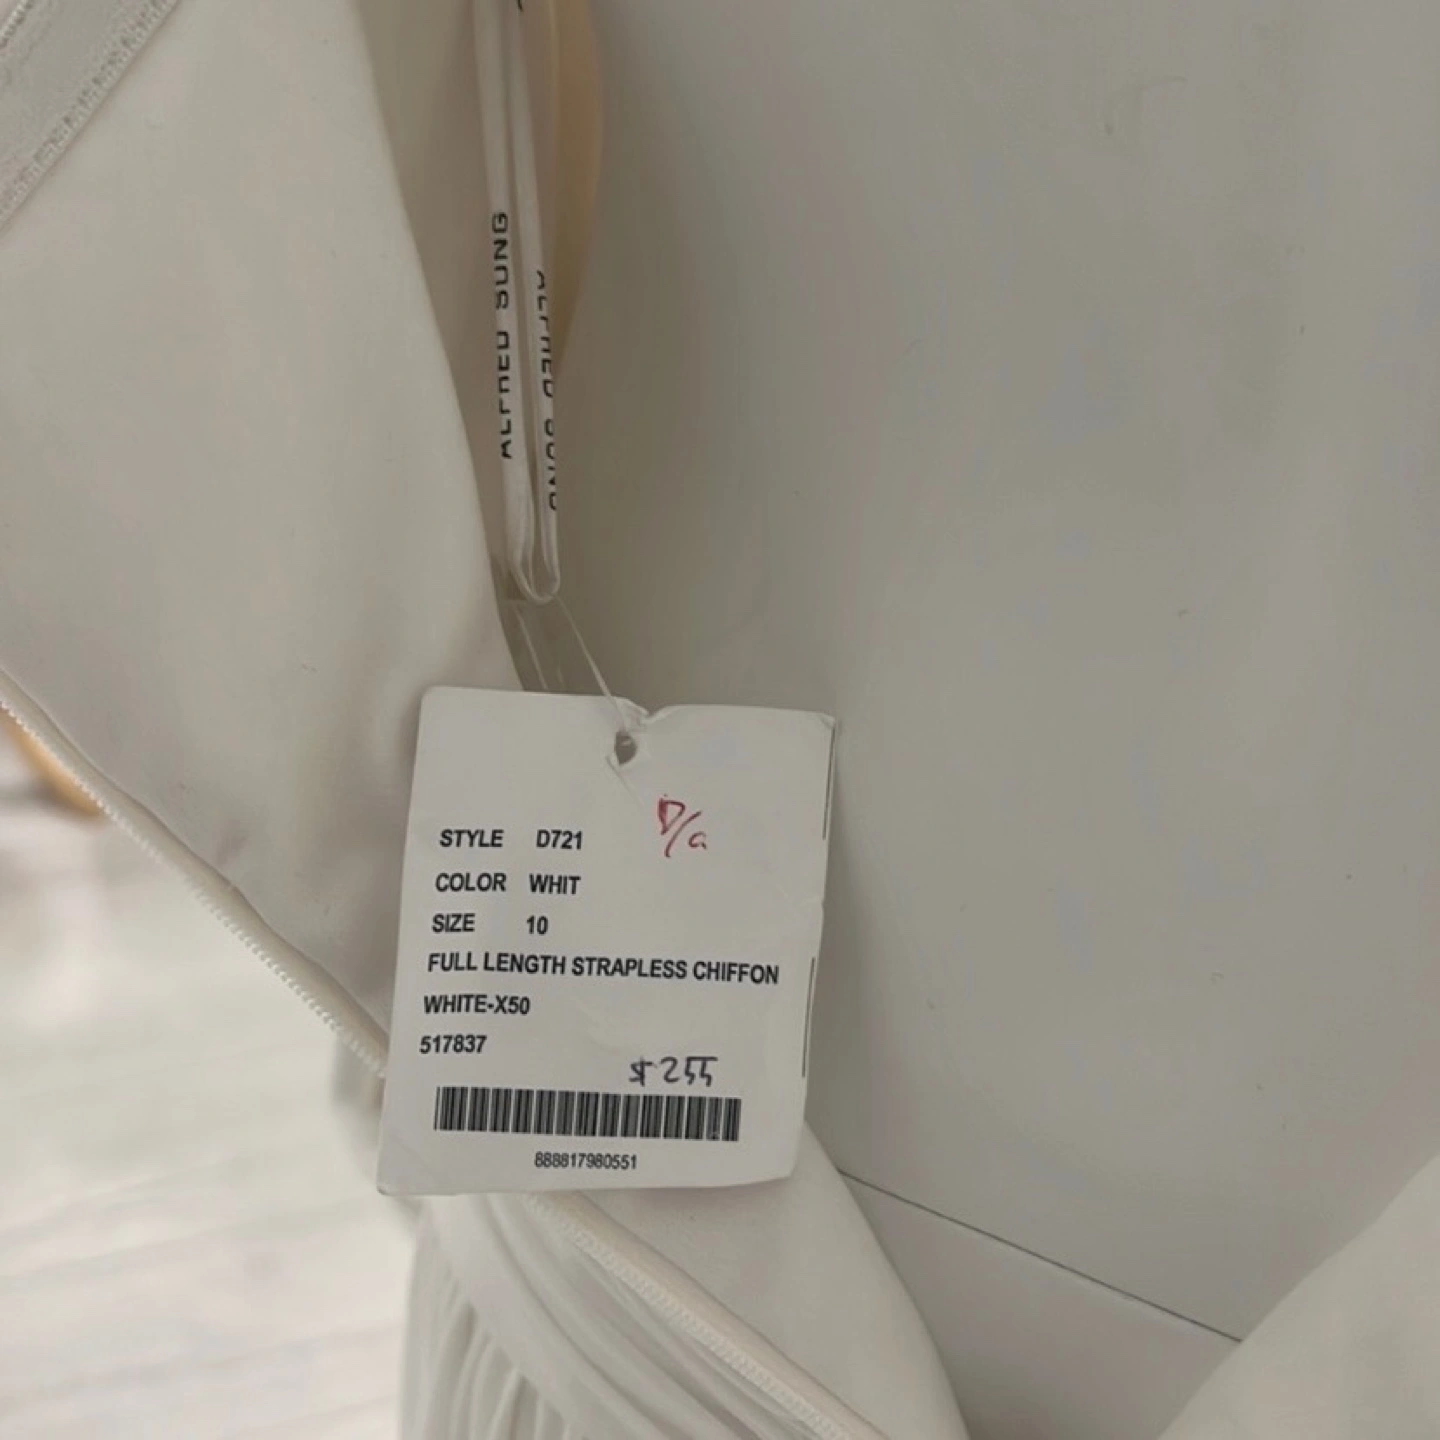 ALFRED SUNG
ALFRED SUNG
D/a
STYLE D721
COLOR WHIT
SIZE 10
FULL LENGTH STRAPLESS CHIFFON
WHITE-X50
517837
$255
888817980551